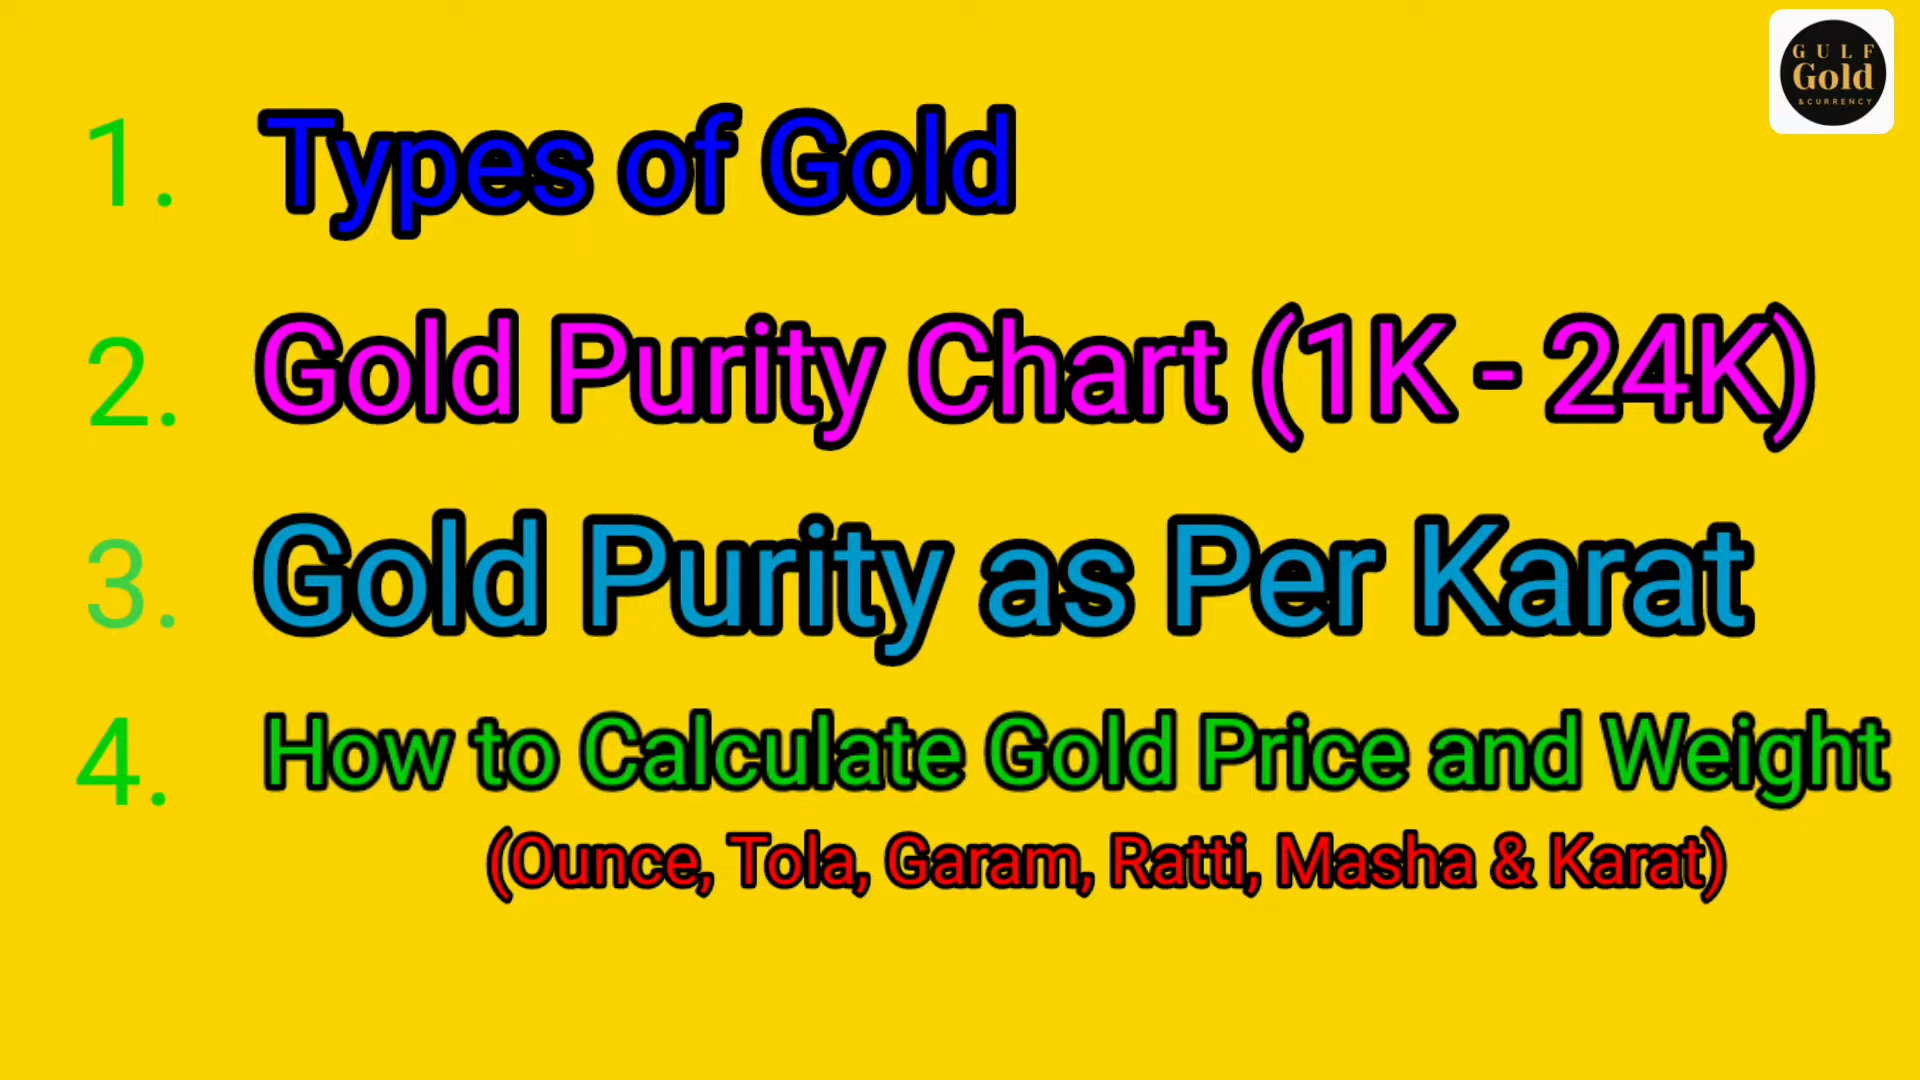 GULF
Gold
&CURRENCY
1. Types of Gold
2. Gold Purity Chart (1K - 24K)
3. Gold Purity as Per Karat
4. How to Calculate Gold Price and Weight
(Ounce, Tola, Garam, Ratti, Masha & Karat)